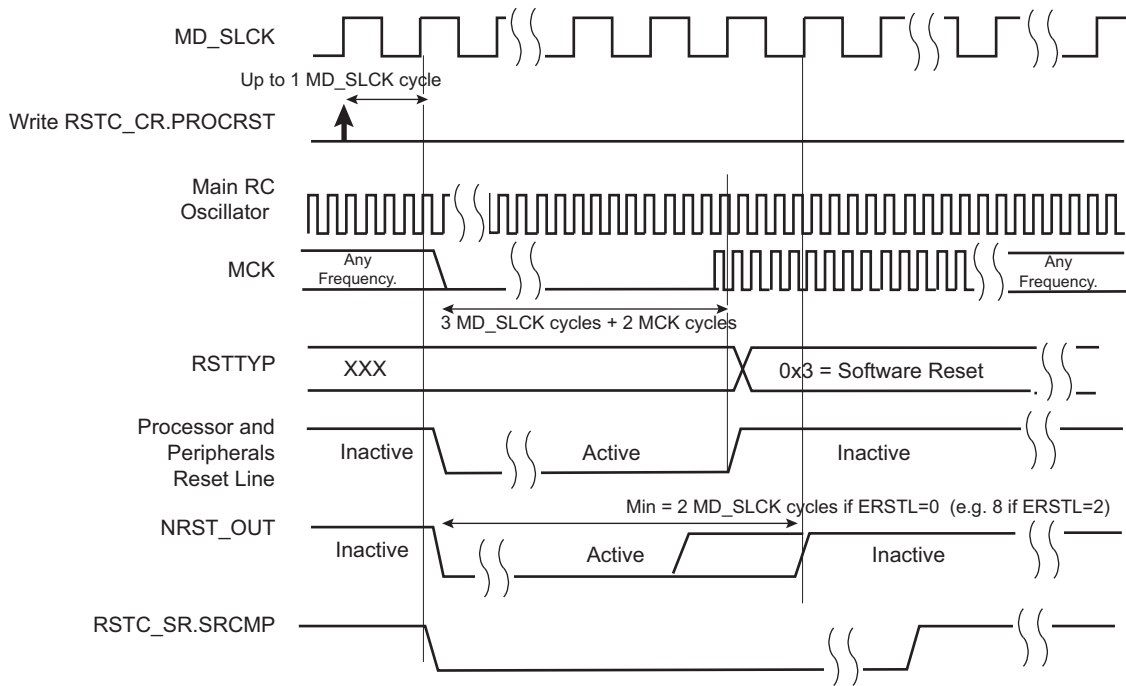 MD_SLCK
Up to 1 MD_SLCK cycle
Write RSTC_CR.PROCRST
Main RC
Oscillator
MCK
Any
Frequency.
Any
Frequency.
3 MD_SLCK cycles + 2 MCK cycles
RSTTYP
XXX
0x3 = Software Reset
Processor and
Peripherals
Reset Line
Inactive
Active
Inactive
Min = 2 MD_SLCK cycles if ERSTL=0 (e.g. 8 if ERSTL=2)
NRST_OUT
Inactive
Active
Inactive
RSTC_SR.SRCMP